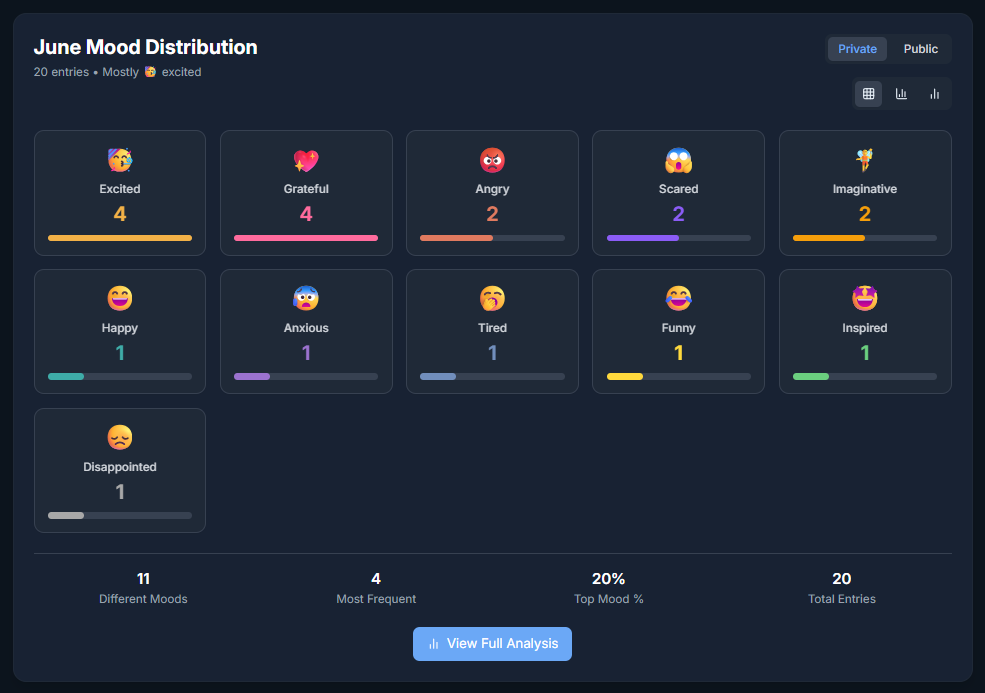 June Mood Distribution
20 entries • Mostly 🥳 excited
Private
Public
Excited
4
Grateful
4
Angry
2
Scared
2
Imaginative
2
Happy
1
Anxious
1
Tired
1
Funny
1
Inspired
1
Disappointed
1
11
Different Moods
4
Most Frequent
20%
Top Mood %
20
Total Entries
View Full Analysis